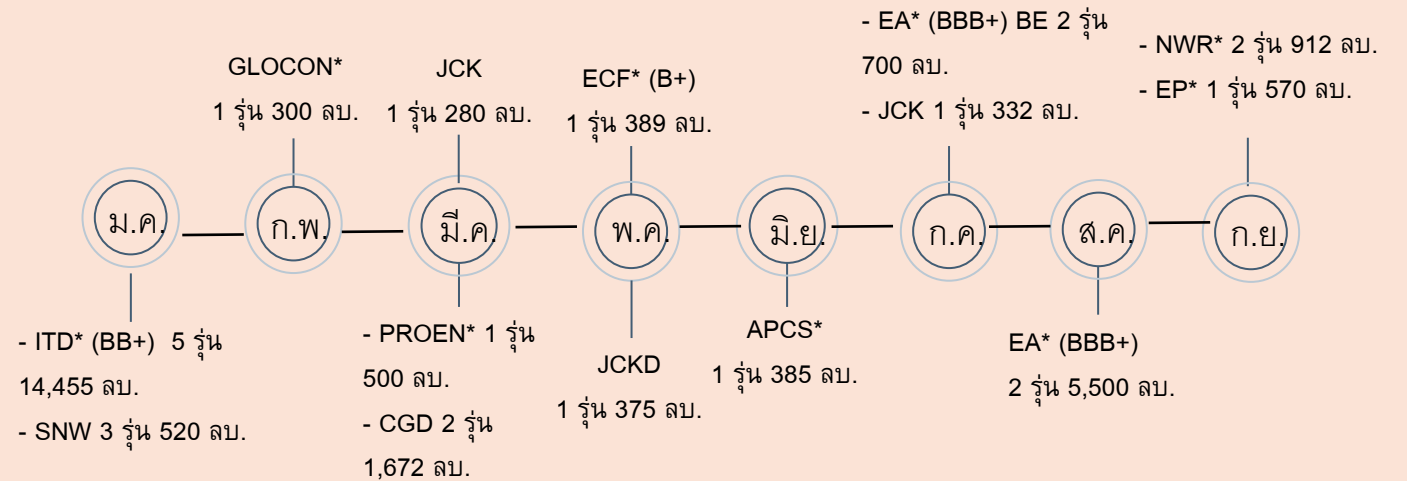 GLOCON*
1 รุ่น 300 ลบ.
JCK
1 รุ่น 280 ลบ.
ECF* (B+)
1 รุ่น 389 ลบ.
- EA* (BBB+) BE 2 รุ่น
700 ลบ.
- JCK 1 รุ่น 332 ลบ.
- NWR* 2 รุ่น 912 ลบ.
- EP* 1 รุ่น 570 ลบ.
ม.ค.
ก.พ.
มี.ค.
พ.ค.
มิ.ย.
ก.ค.
ส.ค.
ก.ย.
- ITD* (BB+) 5 รุ่น
14,455 ลบ.
- SNW 3 รุ่น 520 ลบ.
- PROEN* 1 รุ่น
500 ลบ.
- CGD 2 รุ่น
1,672 ลบ.
JCKD
1 รุ่น 375 ลบ.
APCS*
1 รุ่น 385 ลบ.
EA* (BBB+)
2 รุ่น 5,500 ลบ.